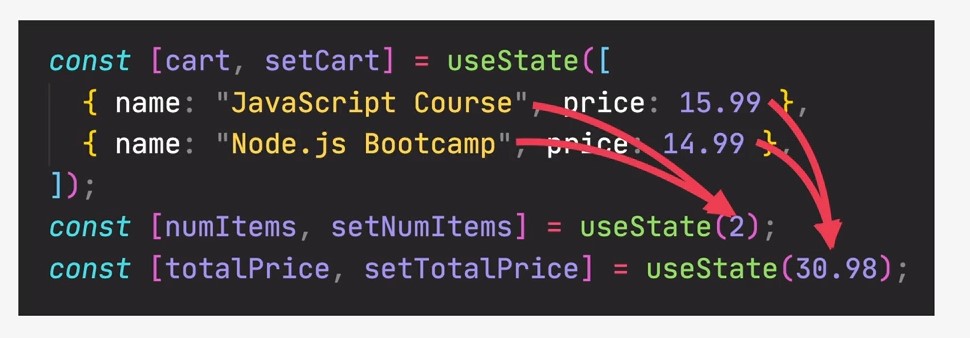 const [cart, setCart] = useState([
{ name: "JavaScript Course", price: 15.99 },
{ name: "Node.js Bootcamp", price: 14.99 },
]);
const [numItems, setNumItems] = useState(2);
const [totalPrice, setTotalPrice] = useState(30.98);